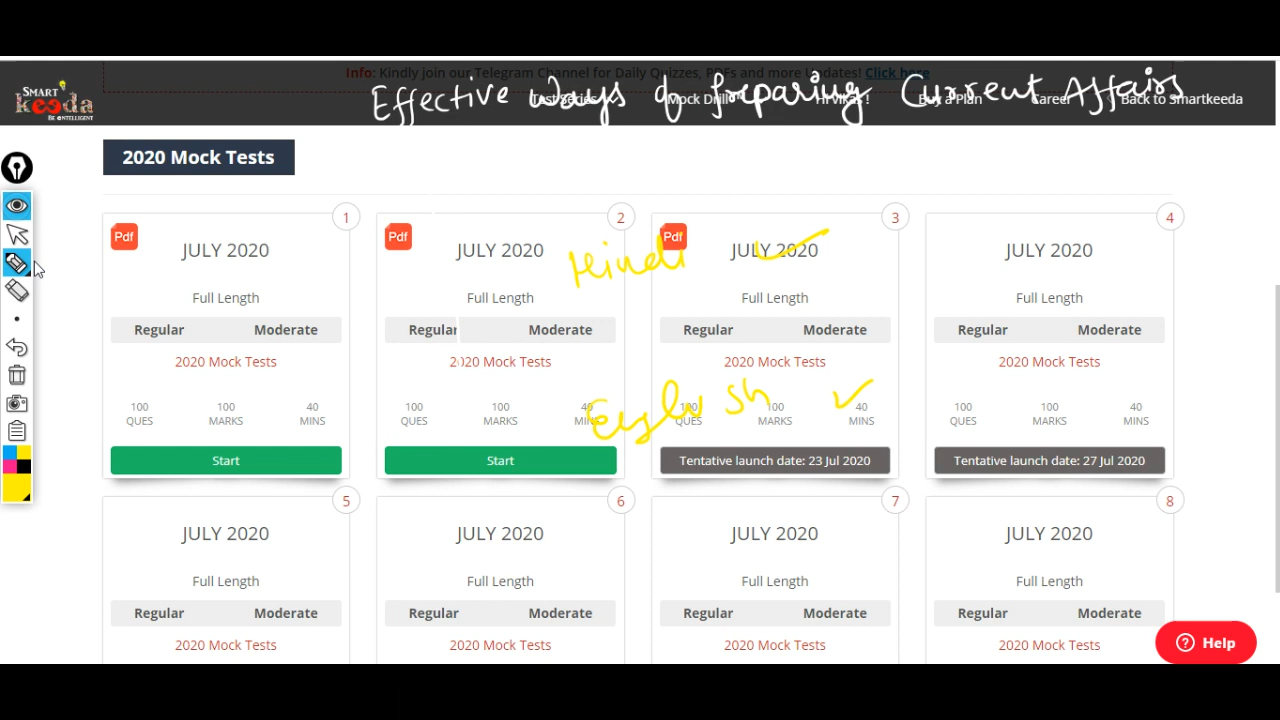 Info: Kindly join our Telegram Channel for Daily Quizzes, PDFs and more Updates! Click here
SMART
keeda
BE eNTELLIGENT
Effective Ways of Preparing Current Affairs
Test Series Mock Drill Hi Vikas ! Buy a Plan Career Back to Smartkeeda
2020 Mock Tests
1 2 3 4
Pdf Pdf Pdf
JULY 2020 JULY 2020 JULY 2020 JULY 2020
Hindi
Full Length Full Length Full Length Full Length
Regular Moderate Regular Moderate Regular Moderate Regular Moderate
2020 Mock Tests 2020 Mock Tests 2020 Mock Tests 2020 Mock Tests
English
100 100 40 100 100 40 100 100 40 100 100 40
QUES MARKS MINS QUES MARKS MINS QUES MARKS MINS QUES MARKS MINS
Start Start Tentative launch date: 23 Jul 2020 Tentative launch date: 27 Jul 2020
5 6 7 8
JULY 2020 JULY 2020 JULY 2020 JULY 2020
Full Length Full Length Full Length Full Length
Regular Moderate Regular Moderate Regular Moderate Regular Moderate
2020 Mock Tests 2020 Mock Tests 2020 Mock Tests 2020 Mock Tests
Help